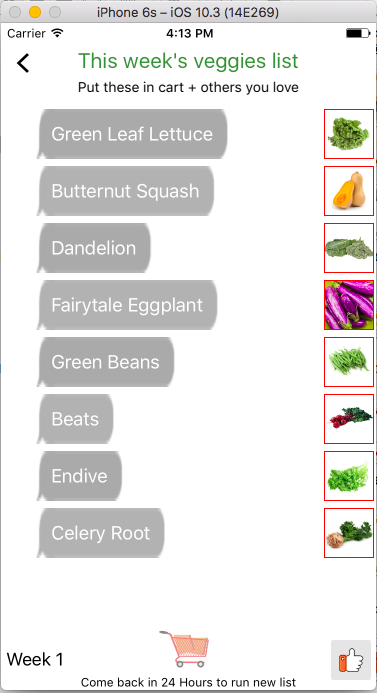 iPhone 6s – iOS 10.3 (14E269)
Carrier 4:13 PM
This week's veggies list
Put these in cart + others you love
Green Leaf Lettuce
Butternut Squash
Dandelion
Fairytale Eggplant
Green Beans
Beats
Endive
Celery Root
Week 1
Come back in 24 Hours to run new list